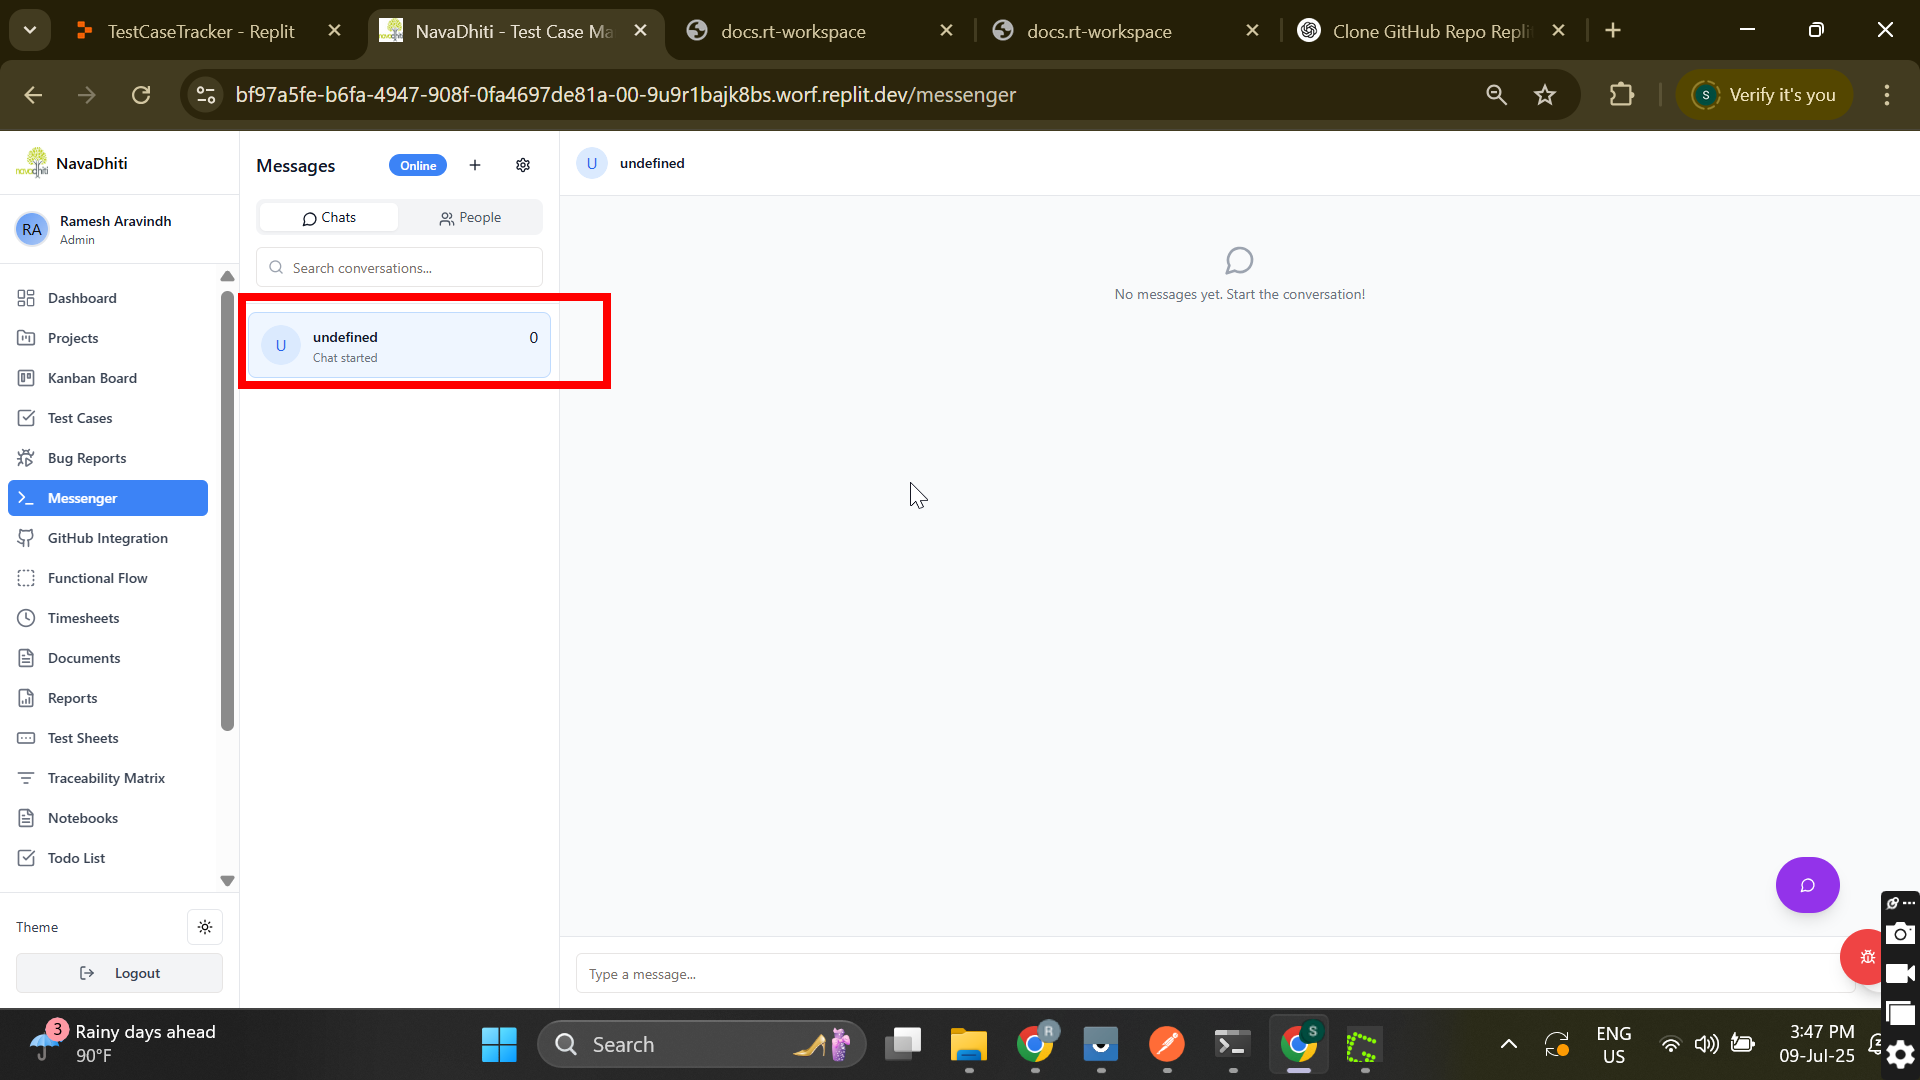 TestCaseTracker - Replit
NavaDhiti - Test Case Ma
docs.rt-workspace
docs.rt-workspace
Clone GitHub Repo Repli
bf97a5fe-b6fa-4947-908f-0fa4697de81a-00-9u9r1bajk8bs.worf.replit.dev/messenger
S
Verify it's you
navadhiti
NavaDhiti
RA
Ramesh Aravindh
Admin
Dashboard
Projects
Kanban Board
Test Cases
Bug Reports
Messenger
GitHub Integration
Functional Flow
Timesheets
Documents
Reports
Test Sheets
Traceability Matrix
Notebooks
Todo List
Theme
Logout
Messages
Online
Chats
People
Search conversations...
U
undefined
0
Chat started
U
undefined
No messages yet. Start the conversation!
Type a message...
3
Rainy days ahead
90°F
Search
R
S
ENG
US
3:47 PM
09-Jul-25